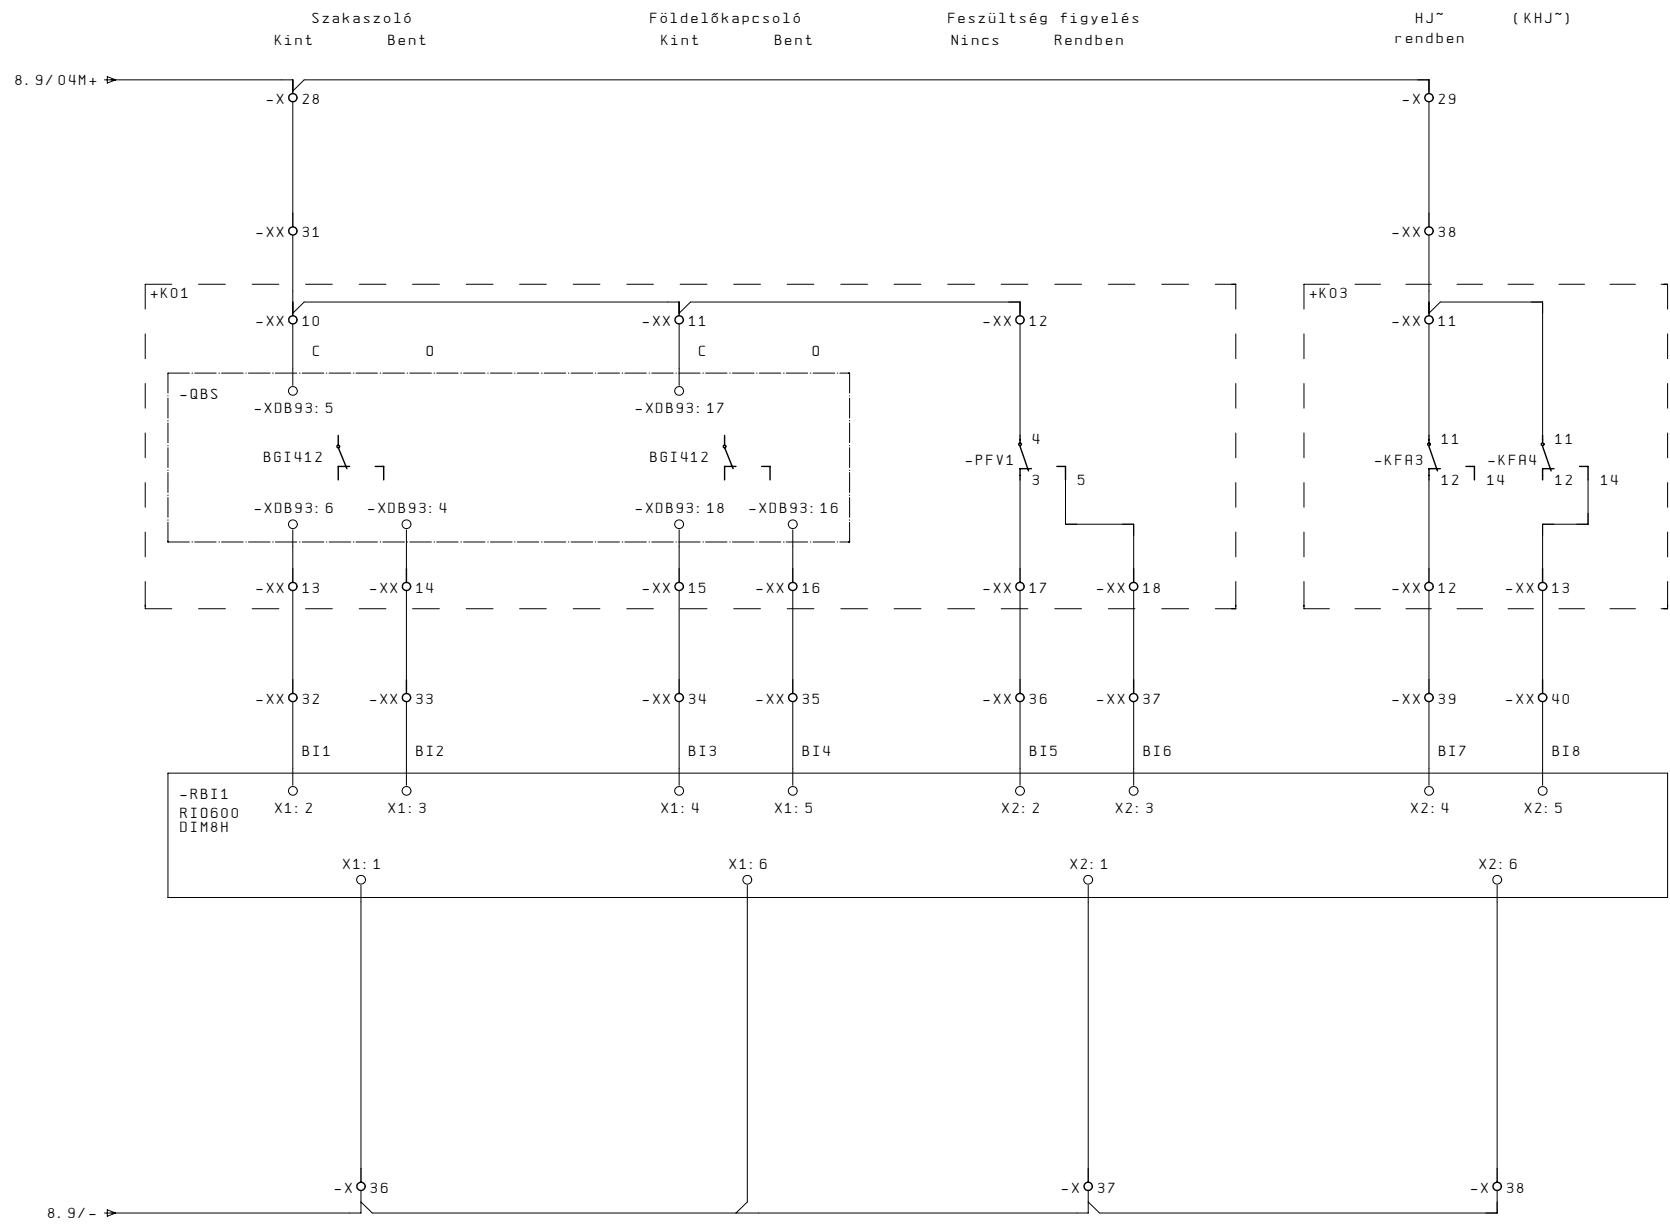 Szakaszoló Földelőkapcsoló Feszültség figyelés HJ~ (KHJ~)
Kint Bent Kint Bent Nincs Rendben rendben
8.9/04M+
-X 28 -X 29
-XX 31 -XX 38
+K01 +K03
-XX 10 -XX 11 -XX 12 -XX 11
C O C O
-QBS
-XDB93:5 -XDB93:17
BGI412 BGI412 -PFV1 4 3 5 -KFA3 11 12 14 -KFA4 11 12 14
-XDB93:6 -XDB93:4 -XDB93:18 -XDB93:16
-XX 13 -XX 14 -XX 15 -XX 16 -XX 17 -XX 18 -XX 12 -XX 13
-XX 32 -XX 33 -XX 34 -XX 35 -XX 36 -XX 37 -XX 39 -XX 40
BI1 BI2 BI3 BI4 BI5 BI6 BI7 BI8
-RBI1
RIO600
DIM8H
X1:2 X1:3 X1:4 X1:5 X2:2 X2:3 X2:4 X2:5
X1:1 X1:6 X2:1 X2:6
-X 36 -X 37 -X 38
8.9/-